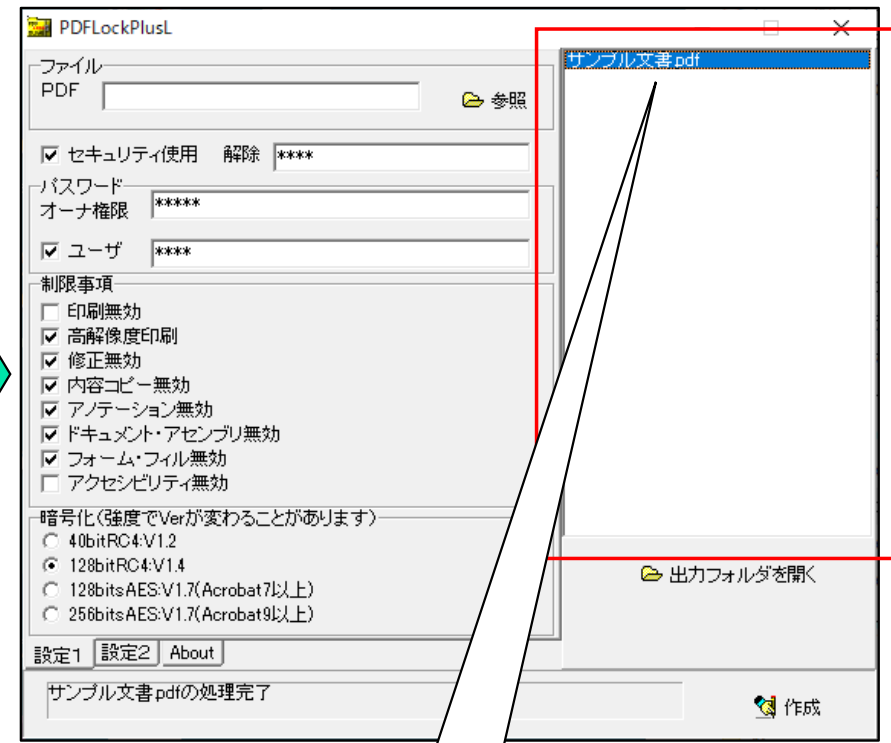 PDFLockPlusL
ファイル
PDF
参照
セキュリティ使用 解除 ****
パスワード
オーナ権限 *****
ユーザ ****
制限事項
印刷無効
高解像度印刷
修正無効
内容コピー無効
アノテーション無効
ドキュメント・アセンブリ無効
フォーム・フィル無効
アクセシビリティ無効
暗号化(強度でVerが変わることがあります)
40bitRC4:V1.2
128bitRC4:V1.4
128bitsAES:V1.7(Acrobat7以上)
256bitsAES:V1.7(Acrobat9以上)
設定1 設定2 About
サンプル文書.pdfの処理完了
サンプル文書.pdf
出力フォルダを開く
作成